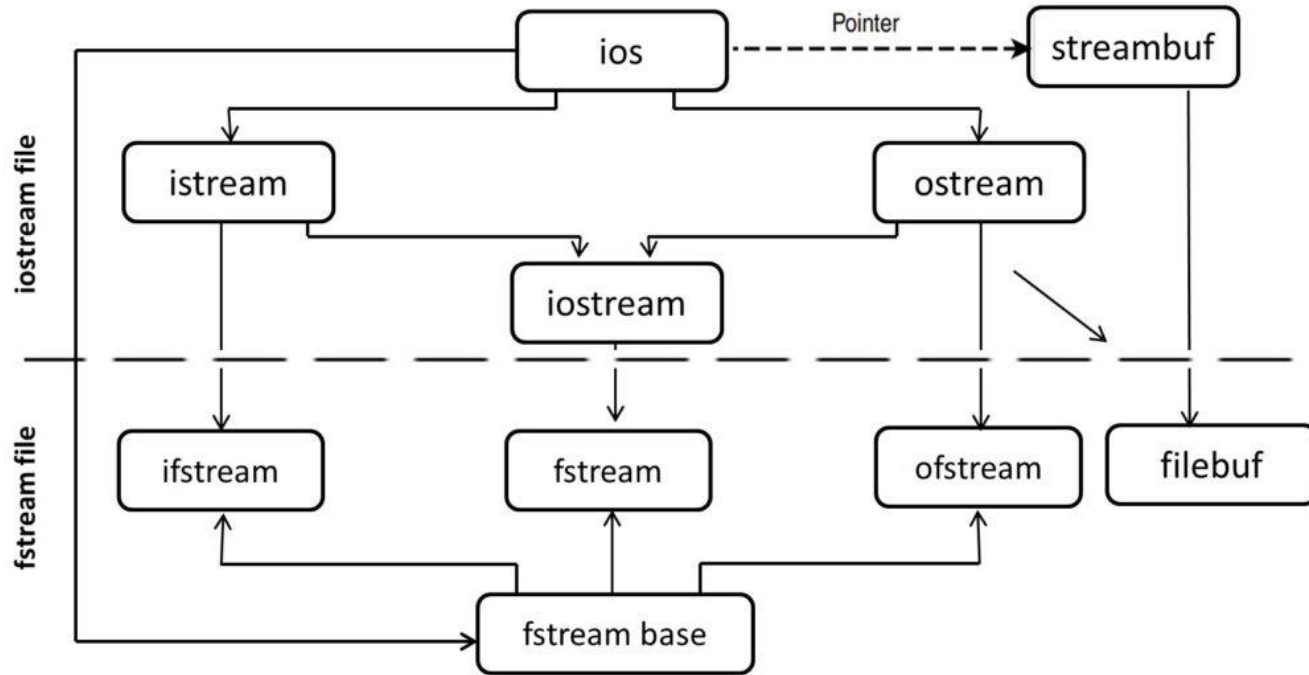 Pointer
ios
streambuf
iostream file
istream
ostream
iostream
fstream file
ifstream
fstream
ofstream
filebuf
fstream base